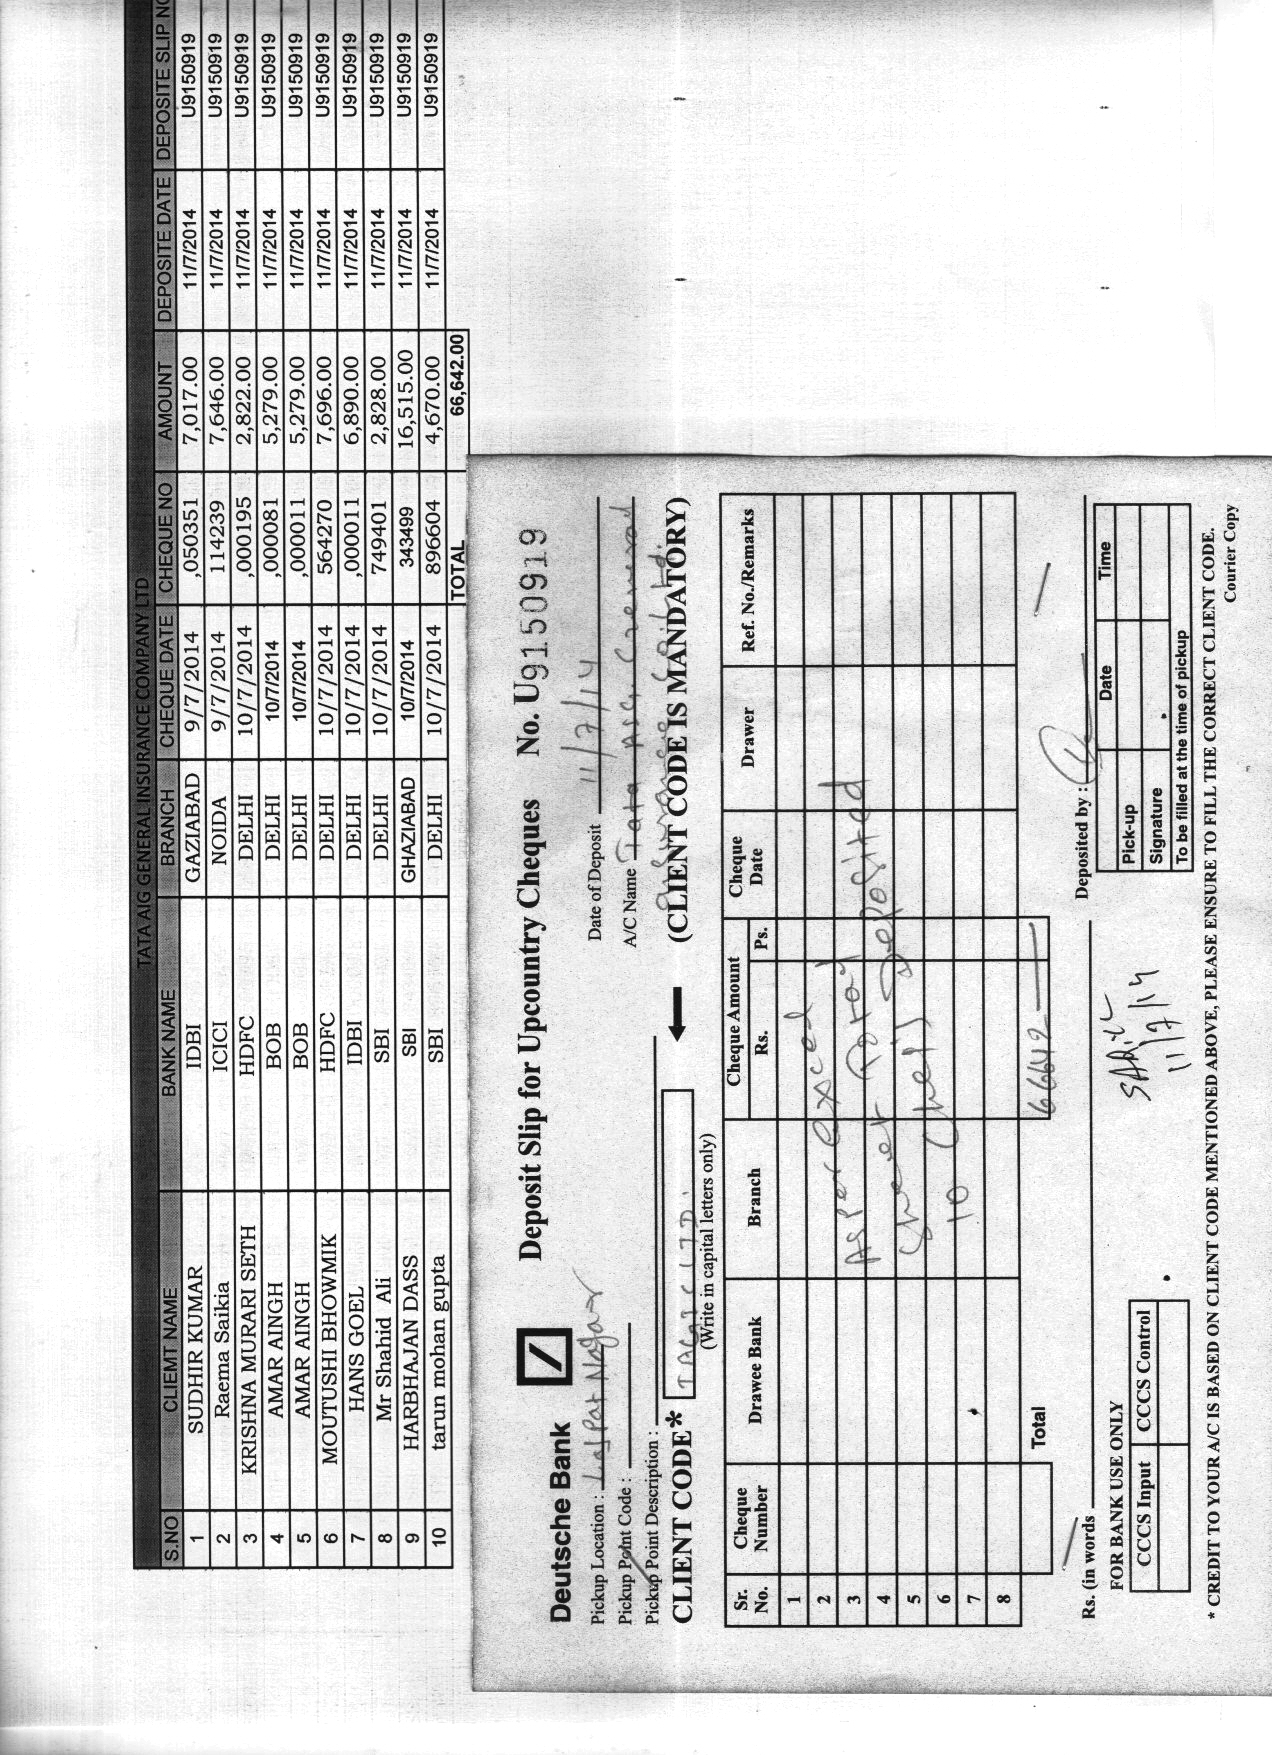 TATA AIG GENERAL INSURANCE COMPANY LTD
S.NO CLIEMT NAME BANK NAME BRANCH CHEQUE DATE CHEQUE NO AMOUNT DEPOSITE DATE DEPOSITE SLIP NO
1 SUDHIR KUMAR IDBI GAZIABAD 9/7/2014 ,050351 7,017.00 11/7/2014 U9150919
2 Raema Saikia ICICI NOIDA 9/7/2014 114239 7,646.00 11/7/2014 U9150919
3 KRISHNA MURARI SETH HDFC DELHI 10/7/2014 ,000195 2,822.00 11/7/2014 U9150919
4 AMAR AINGH BOB DELHI 10/7/2014 ,000081 5,279.00 11/7/2014 U9150919
5 AMAR AINGH BOB DELHI 10/7/2014 ,000011 5,279.00 11/7/2014 U9150919
6 MOUTUSHI BHOWMIK HDFC DELHI 10/7/2014 564270 7,696.00 11/7/2014 U9150919
7 HANS GOEL IDBI DELHI 10/7/2014 ,000011 6,890.00 11/7/2014 U9150919
8 Mr Shahid Ali SBI DELHI 10/7/2014 749401 2,828.00 11/7/2014 U9150919
9 HARBHAJAN DASS SBI GHAZIABAD 10/7/2014 343499 16,515.00 11/7/2014 U9150919
10 tarun mohan gupta SBI DELHI 10/7/2014 896604 4,670.00 11/7/2014 U9150919
TOTAL 66,642.00
Deutsche Bank Deposit Slip for Upcountry Cheques No. U9150919
Pickup Location : Lajpat Nagar Date of Deposit 11/7/14
Pickup Point Code : A/C Name Tata AIG General
Pickup Point Description : Insurance Co. Ltd.
CLIENT CODE* TAGIC LTD. (CLIENT CODE IS MANDATORY)
(Write in capital letters only)
Sr. No. Cheque Number Drawee Bank Branch Cheque Amount Rs. Ps. Cheque Date Drawer Ref. No./Remarks
1
2 As per excel
3 sheet Total
4 10 Chq's Deposited
5
6
7
8
Total 66642
Rs. (in words Deposited by :
FOR BANK USE ONLY
CCCS Input CCCS Control
11/7/14
Date Time
Pick-up
Signature
To be filled at the time of pickup
* CREDIT TO YOUR A/C IS BASED ON CLIENT CODE MENTIONED ABOVE, PLEASE ENSURE TO FILL THE CORRECT CLIENT CODE.
Courier Copy